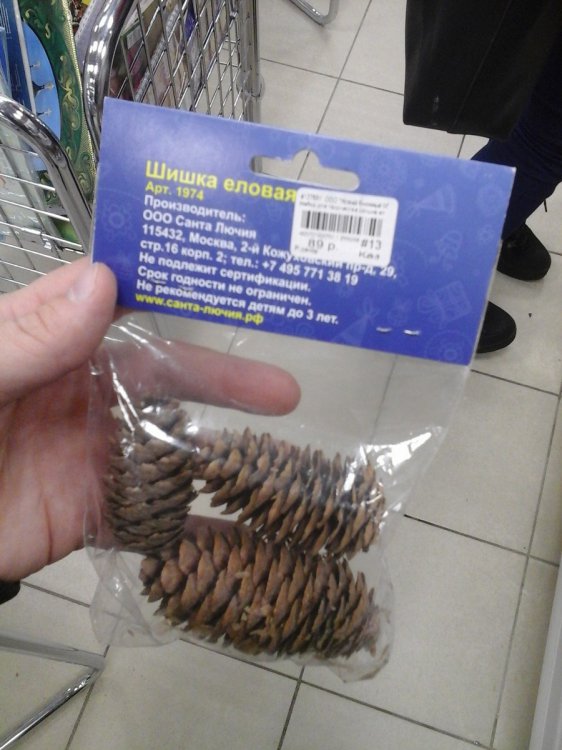 Шишка еловая
Арт. 1974
Производитель:
ООО Санта Лючия
115432, Москва, 2-й Кожуховский пр-д, 29,
стр.16 корп. 2; тел.: +7 495 771 38 19
Не подлежит сертификации.
Срок годности не ограничен.
Не рекомендуется детям до 3 лет.
www.санта-лючия.рф
#13
89 р.